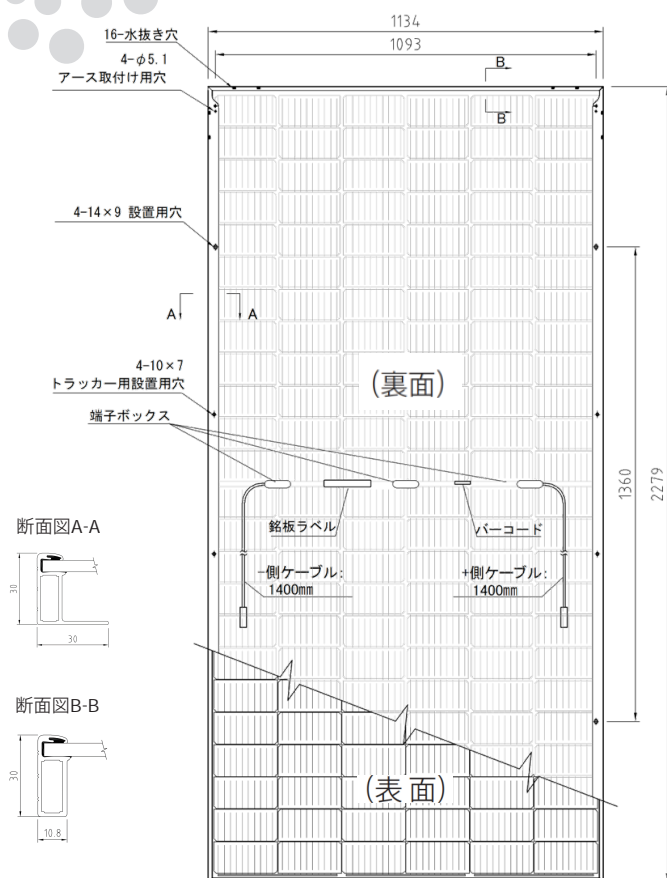 1134
1093
16-水抜き穴
4-φ5.1
アース取付け用穴
B
B
4-14×9 設置用穴
A
A
4-10×7
トラッカー用設置用穴
(裏面)
端子ボックス
1360
2279
銘板ラベル
バーコード
断面図A-A
-側ケーブル:
1400mm
+側ケーブル:
1400mm
30
30
断面図B-B
30
10.8
(表面)